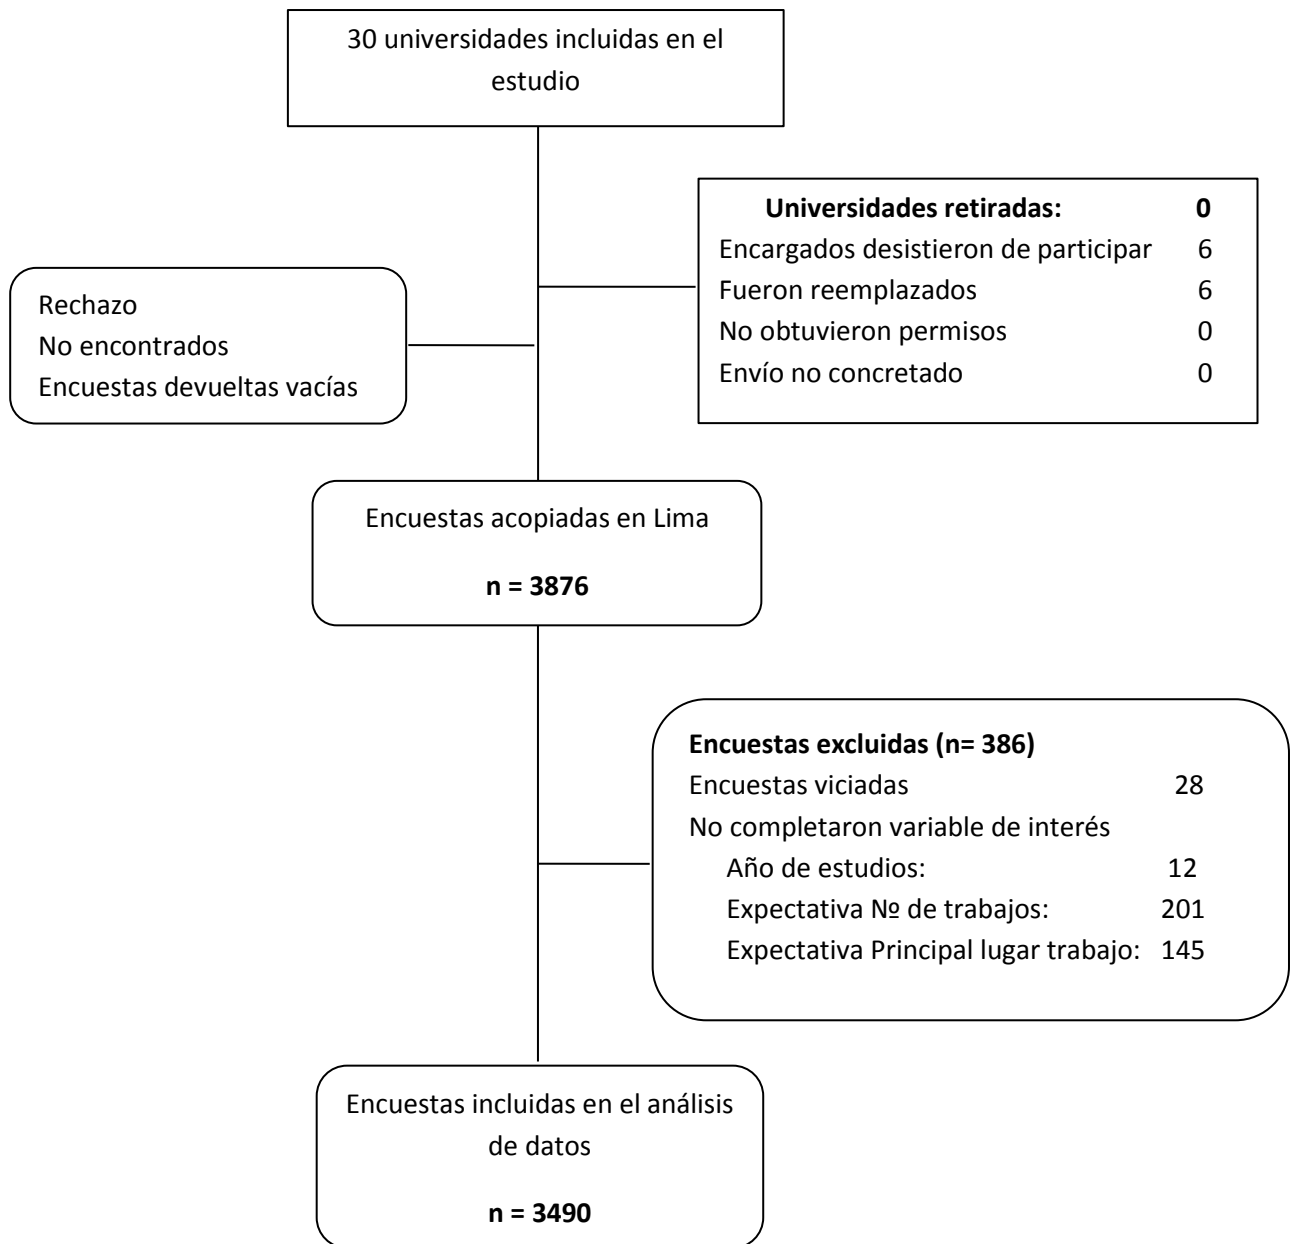 30 universidades incluidas en el
estudio
Universidades retiradas: 0
Encargados desistieron de participar 6
Fueron reemplazados 6
No obtuvieron permisos 0
Envío no concretado 0
Rechazo
No encontrados
Encuestas devueltas vacías
Encuestas acopiadas en Lima
n = 3876
Encuestas excluidas (n= 386)
Encuestas viciadas 28
No completaron variable de interés
Año de estudios: 12
Expectativa Nº de trabajos: 201
Expectativa Principal lugar trabajo: 145
Encuestas incluidas en el análisis
de datos
n = 3490